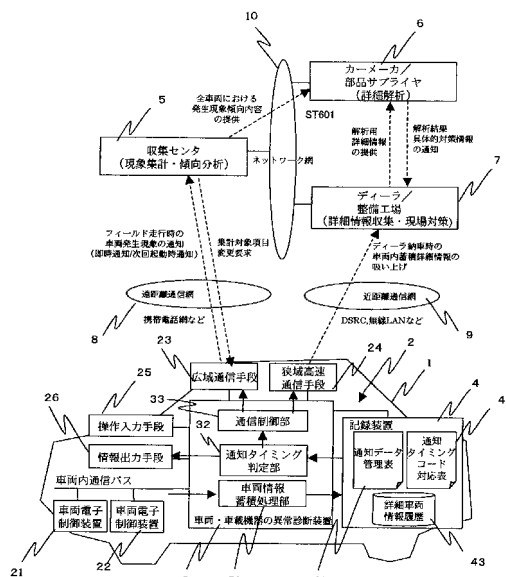 10
6
カーメーカ／
部品サプライヤ
（詳細解析）
全車両における
発生現象傾向内容
の提供
ST601
5
収集センタ
（現象集計・傾向分析）
ネットワーク網
解析用
詳細情報
の提供
解析結果
具体的対策情報
の通知
7
ディーラ／
整備工場
（詳細情報収集・現場対策）
フィールド走行時の
車両発生現象の通知
（即時通知/次回起動時通知）
集計対象項目
変更要求
ディーラ納車時の
車両内蓄積詳細情報の
吸い上げ
遠距離通信網
近距離通信網
8
携帯電話網など
DSRC,無線LANなど
9
23
24
2
1
広域通信手段
狭域高速
通信手段
25
33
4
4
操作入力手段
通信制御部
記録装置
26
32
情報出力手段
通知タイミング
判定部
通知データ
管理表
通知
タイミング
コード
対応表
車両内通信バス
車両情報
蓄積処理部
車両電子
制御装置
車両電子
制御装置
詳細車両
情報履歴
車両・車載機器の異常診断装置
21
22
43